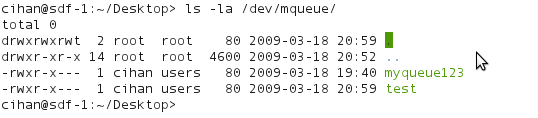 cihan@sdf-1:~/Desktop> ls -la /dev/mqueue/
total 0
drwxrwxrwt  2 root  root    80 2009-03-18 20:59 .
drwxr-xr-x 14 root  root  4600 2009-03-18 20:52 ..
-rwxr-x---  1 cihan users   80 2009-03-18 19:40 myqueue123
-rwxr-x---  1 cihan users   80 2009-03-18 20:59 test
cihan@sdf-1:~/Desktop>